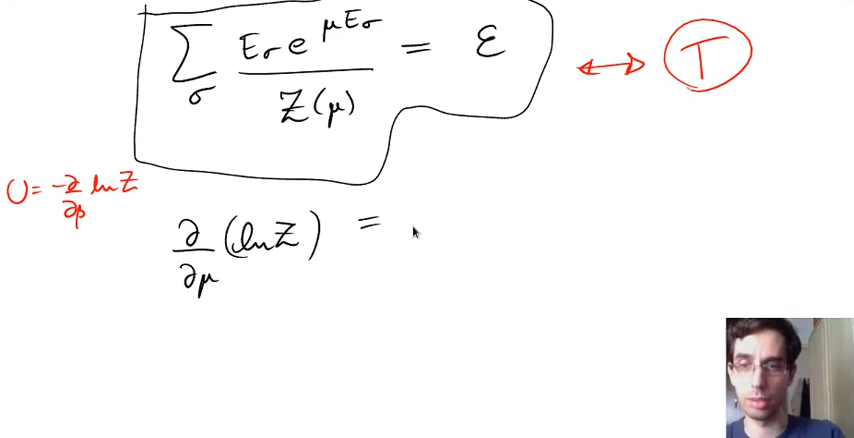 ∑_σ E_σ e^{μE_σ} / Z(μ) = ε ↔ T
U = -∂/∂β ln Z
∂/∂μ (ln Z) =